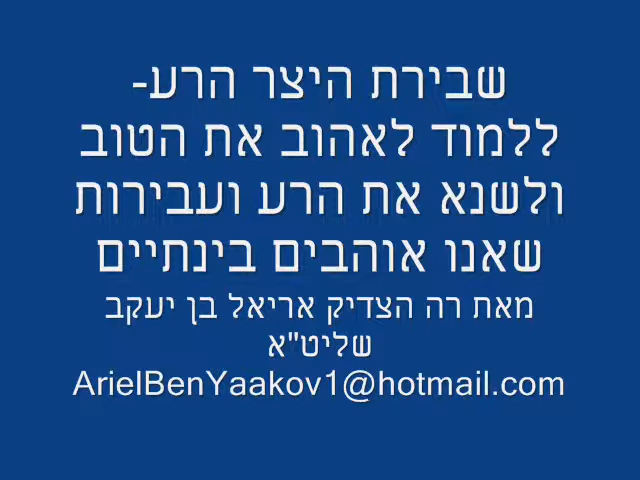 שבירת היצר הרע-
ללמוד לאהוב את הטוב
ולשנא את הרע ועבירות
שאנו אוהבים בינתיים
מאת רה הצדיק אריאל בן יעקב
שליט"א
ArielBenYaakov1@hotmail.com